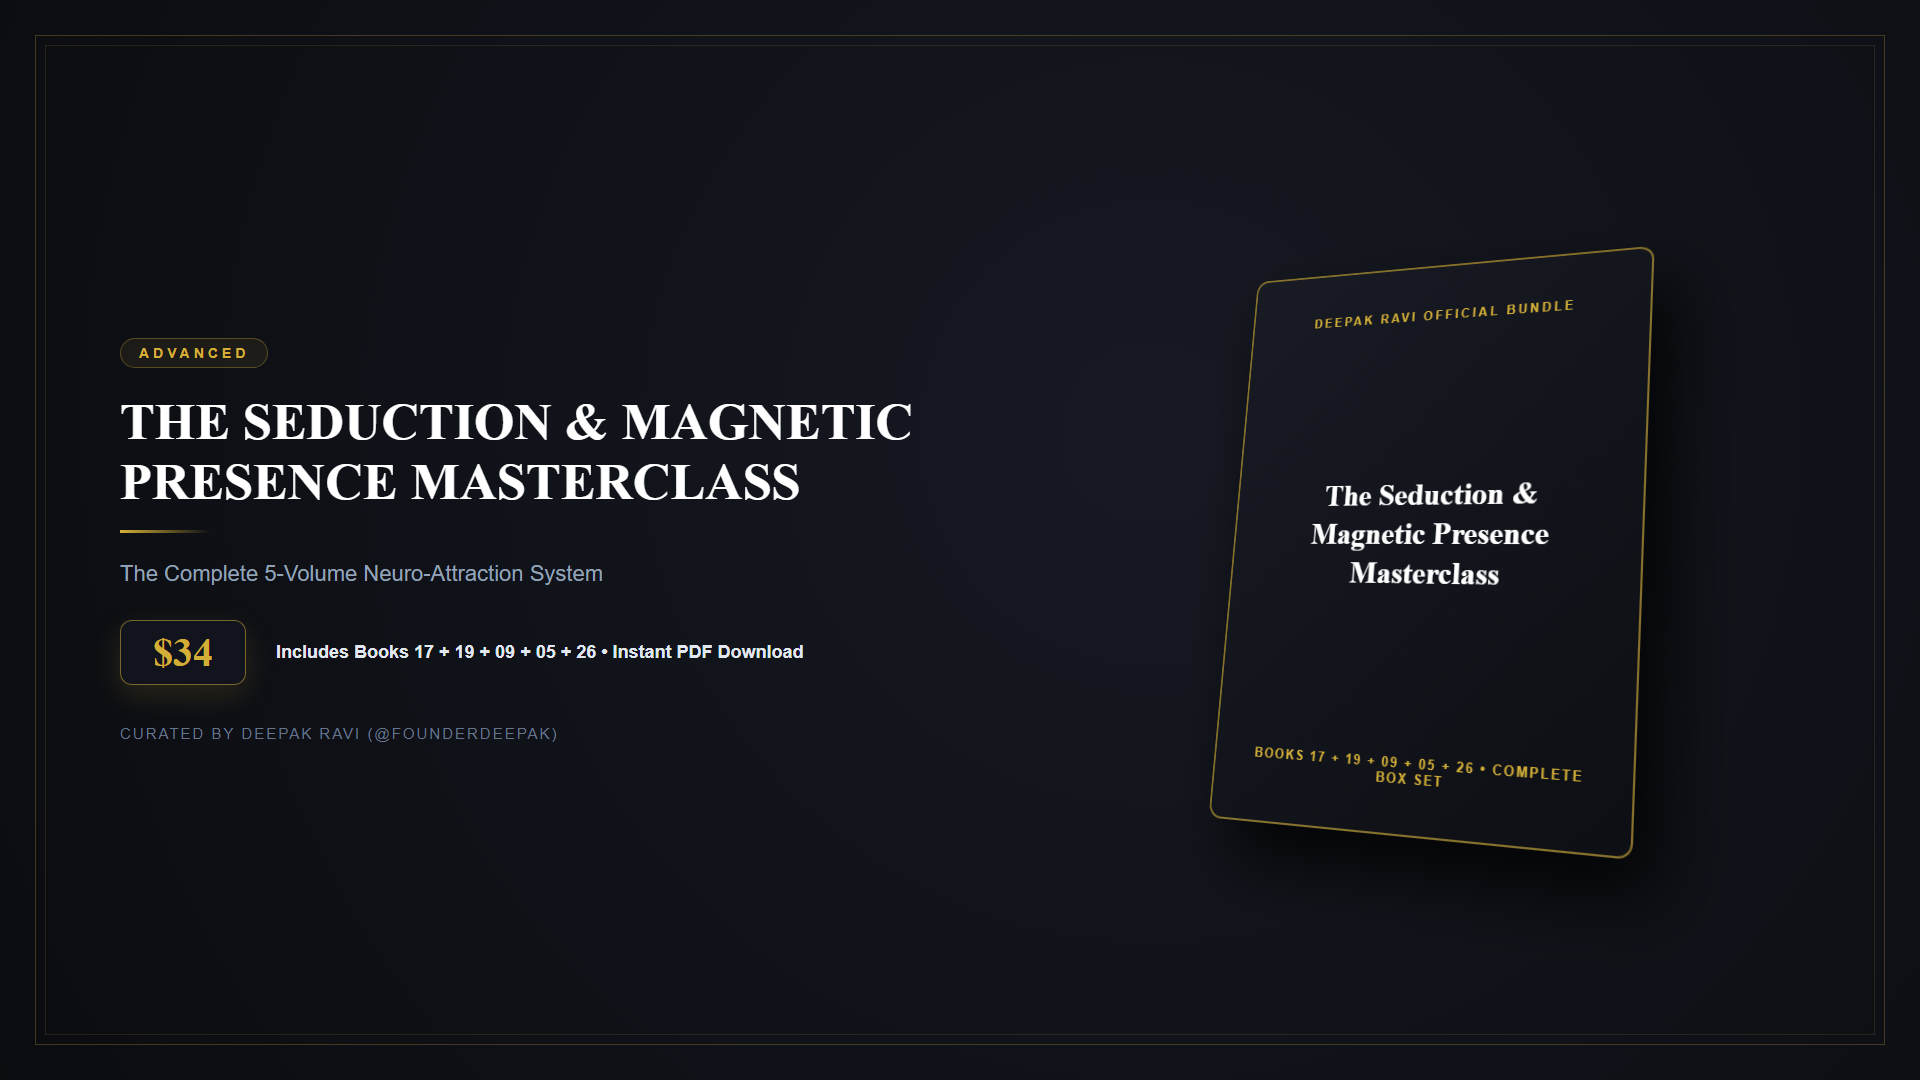 ADVANCED
THE SEDUCTION & MAGNETIC
PRESENCE MASTERCLASS
The Complete 5-Volume Neuro-Attraction System
$34
Includes Books 17 + 19 + 09 + 05 + 26 • Instant PDF Download
CURATED BY DEEPAK RAVI (@FOUNDERDEEPAK)
DEEPAK RAVI OFFICIAL BUNDLE
The Seduction &
Magnetic Presence
Masterclass
BOOKS 17 + 19 + 09 + 05 + 26 • COMPLETE
BOX SET